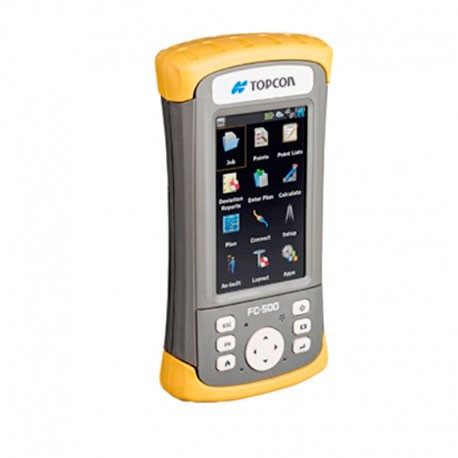 TOPCON
Job Points Point Lists
Deviation Reports Enter Plan Calculate
Plan Connect Setup
As-built Layout Apps
FC-500
ESC
FN